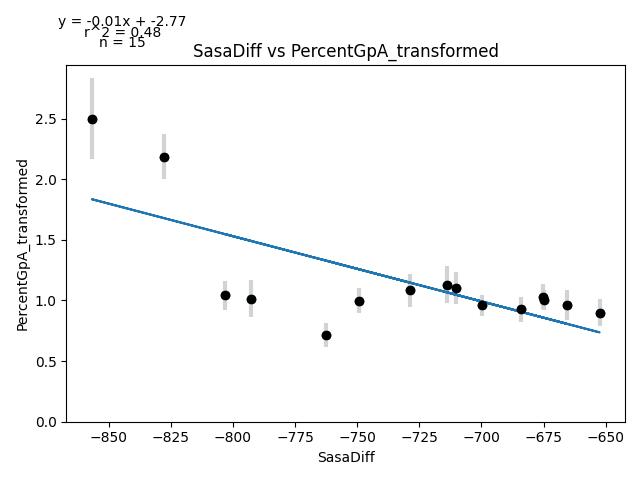 y = -0.01x + -2.77
r^2 = 0.48
n = 15
SasaDiff vs PercentGpA_transformed
PercentGpA_transformed
2.5
2.0
1.5
1.0
0.5
0.0
−850
−825
−800
−775
−750
−725
−700
−675
−650
SasaDiff